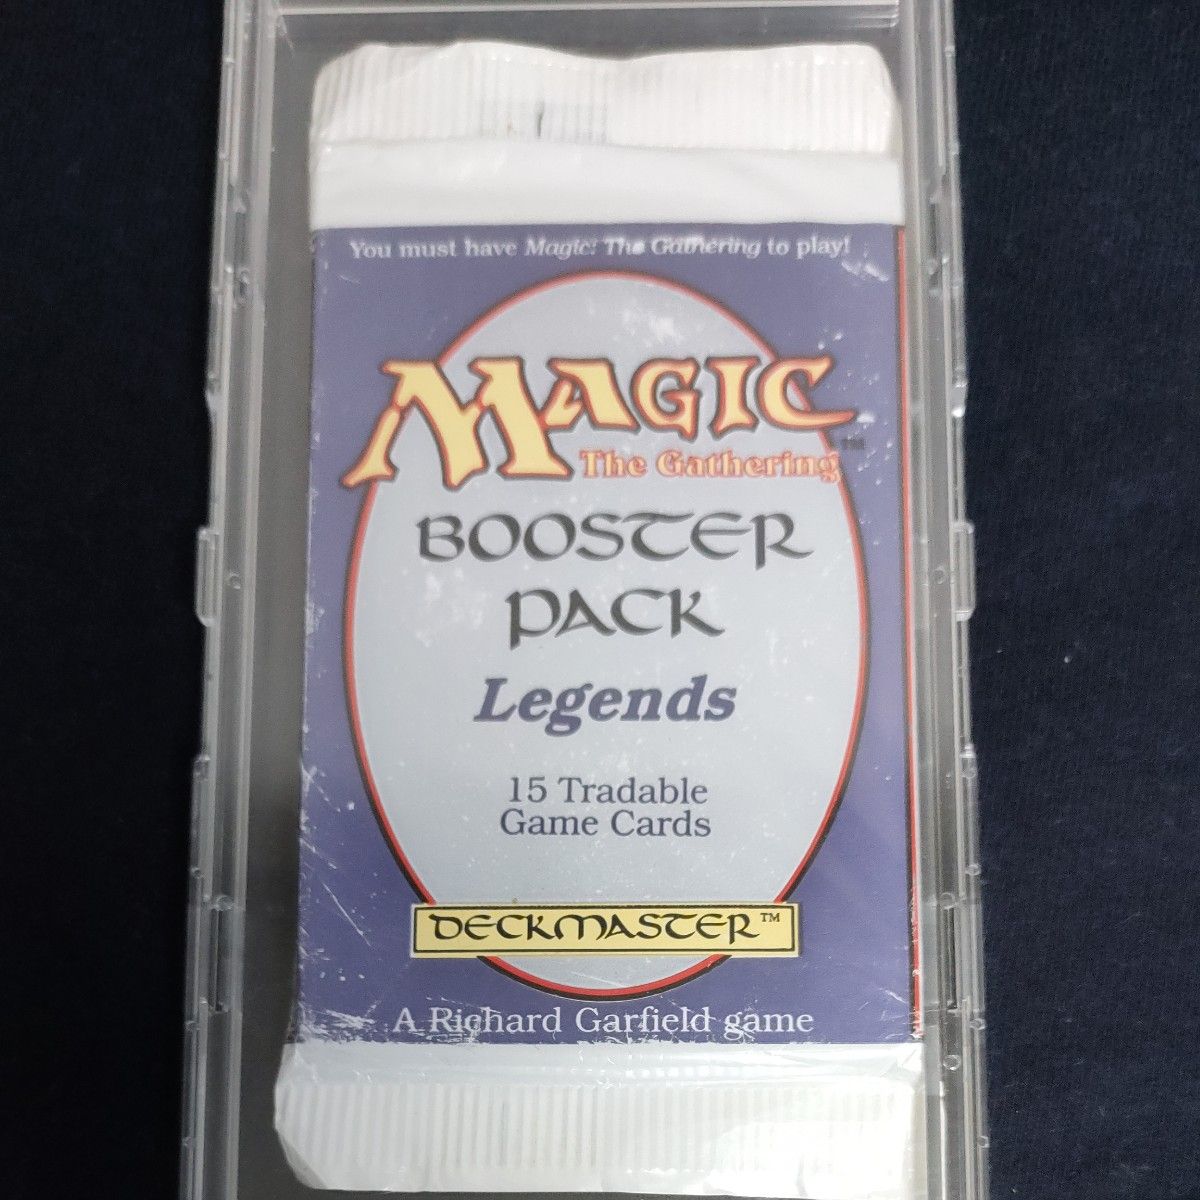 You must have Magic: The Gathering to play!
MAGIC
The Gathering™
BOOSTER
PACK
Legends
15 Tradable
Game Cards
DECKMASTER™
A Richard Garfield game